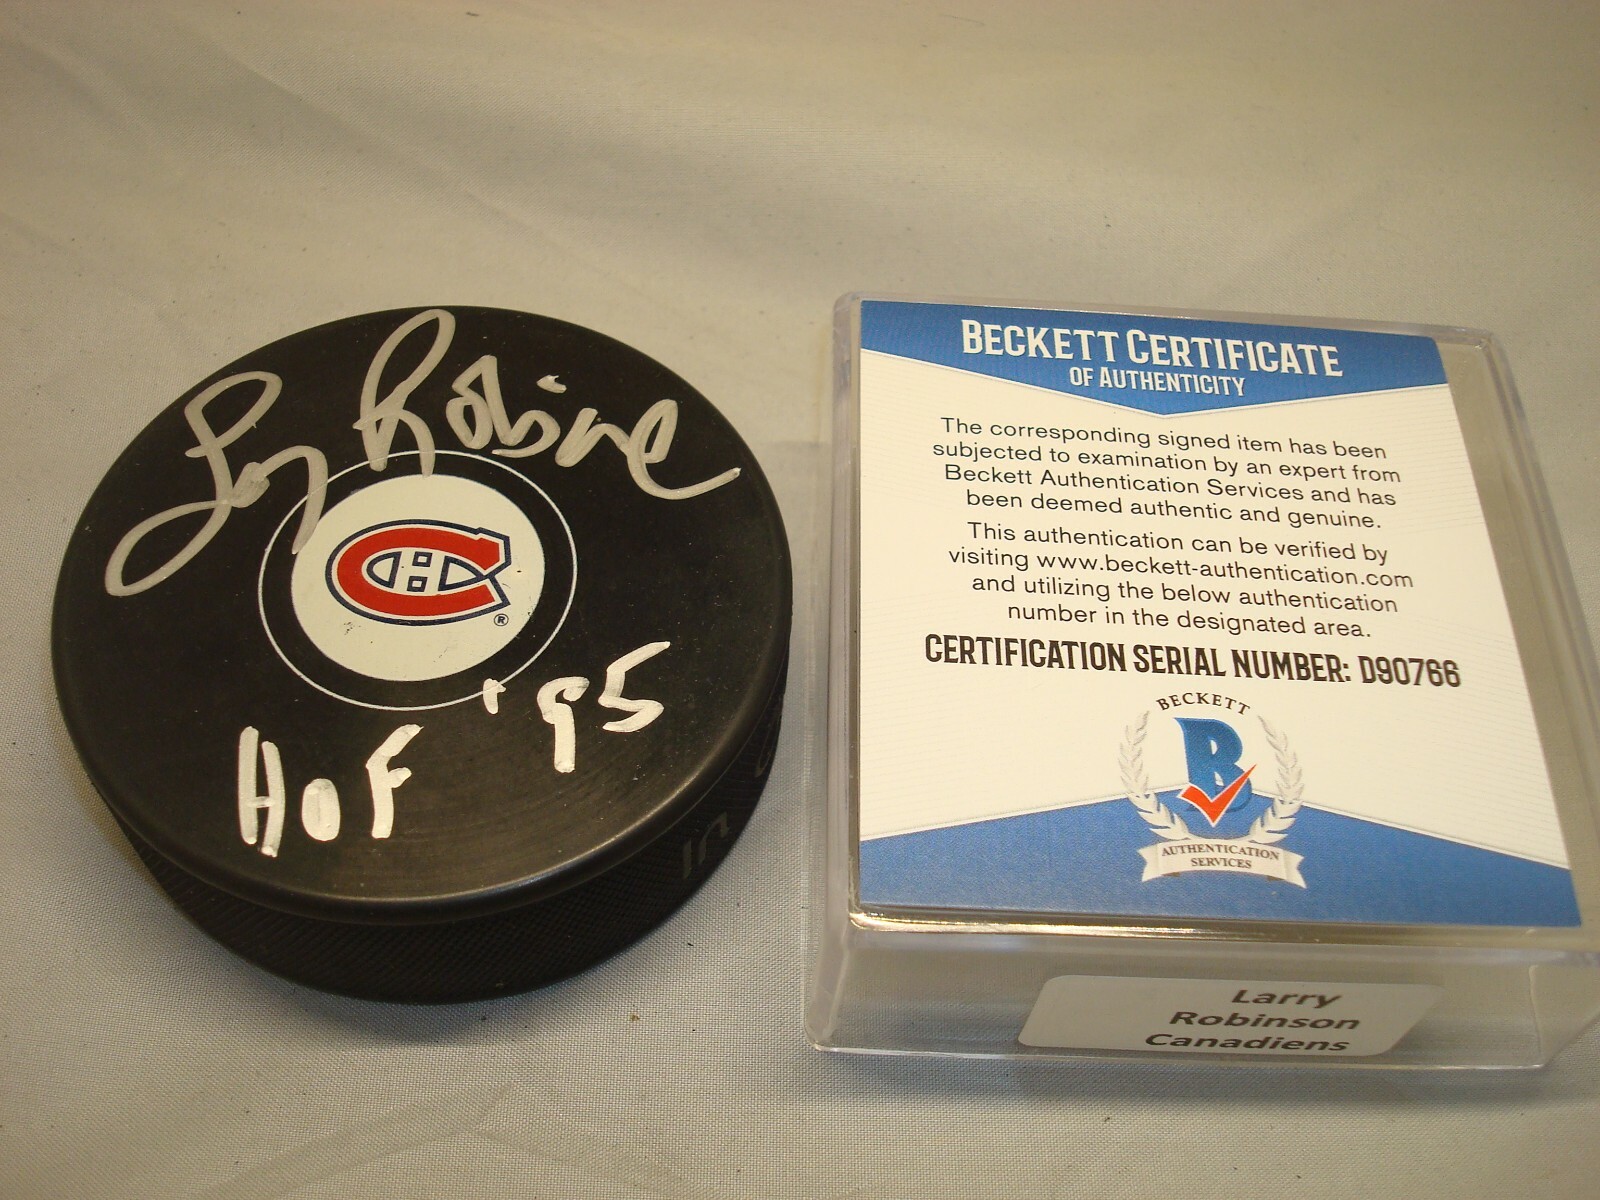 Larry Robinson
HOF '95
®
BECKETT CERTIFICATE
OF AUTHENTICITY
The corresponding signed item has been
subjected to examination by an expert from
Beckett Authentication Services and has
been deemed authentic and genuine.
This authentication can be verified by
visiting www.beckett-authentication.com
and utilizing the below authentication
number in the designated area.
CERTIFICATION SERIAL NUMBER: D90766
BECKETT
B
AUTHENTICATION
SERVICES
Larry
Robinson
Canadiens